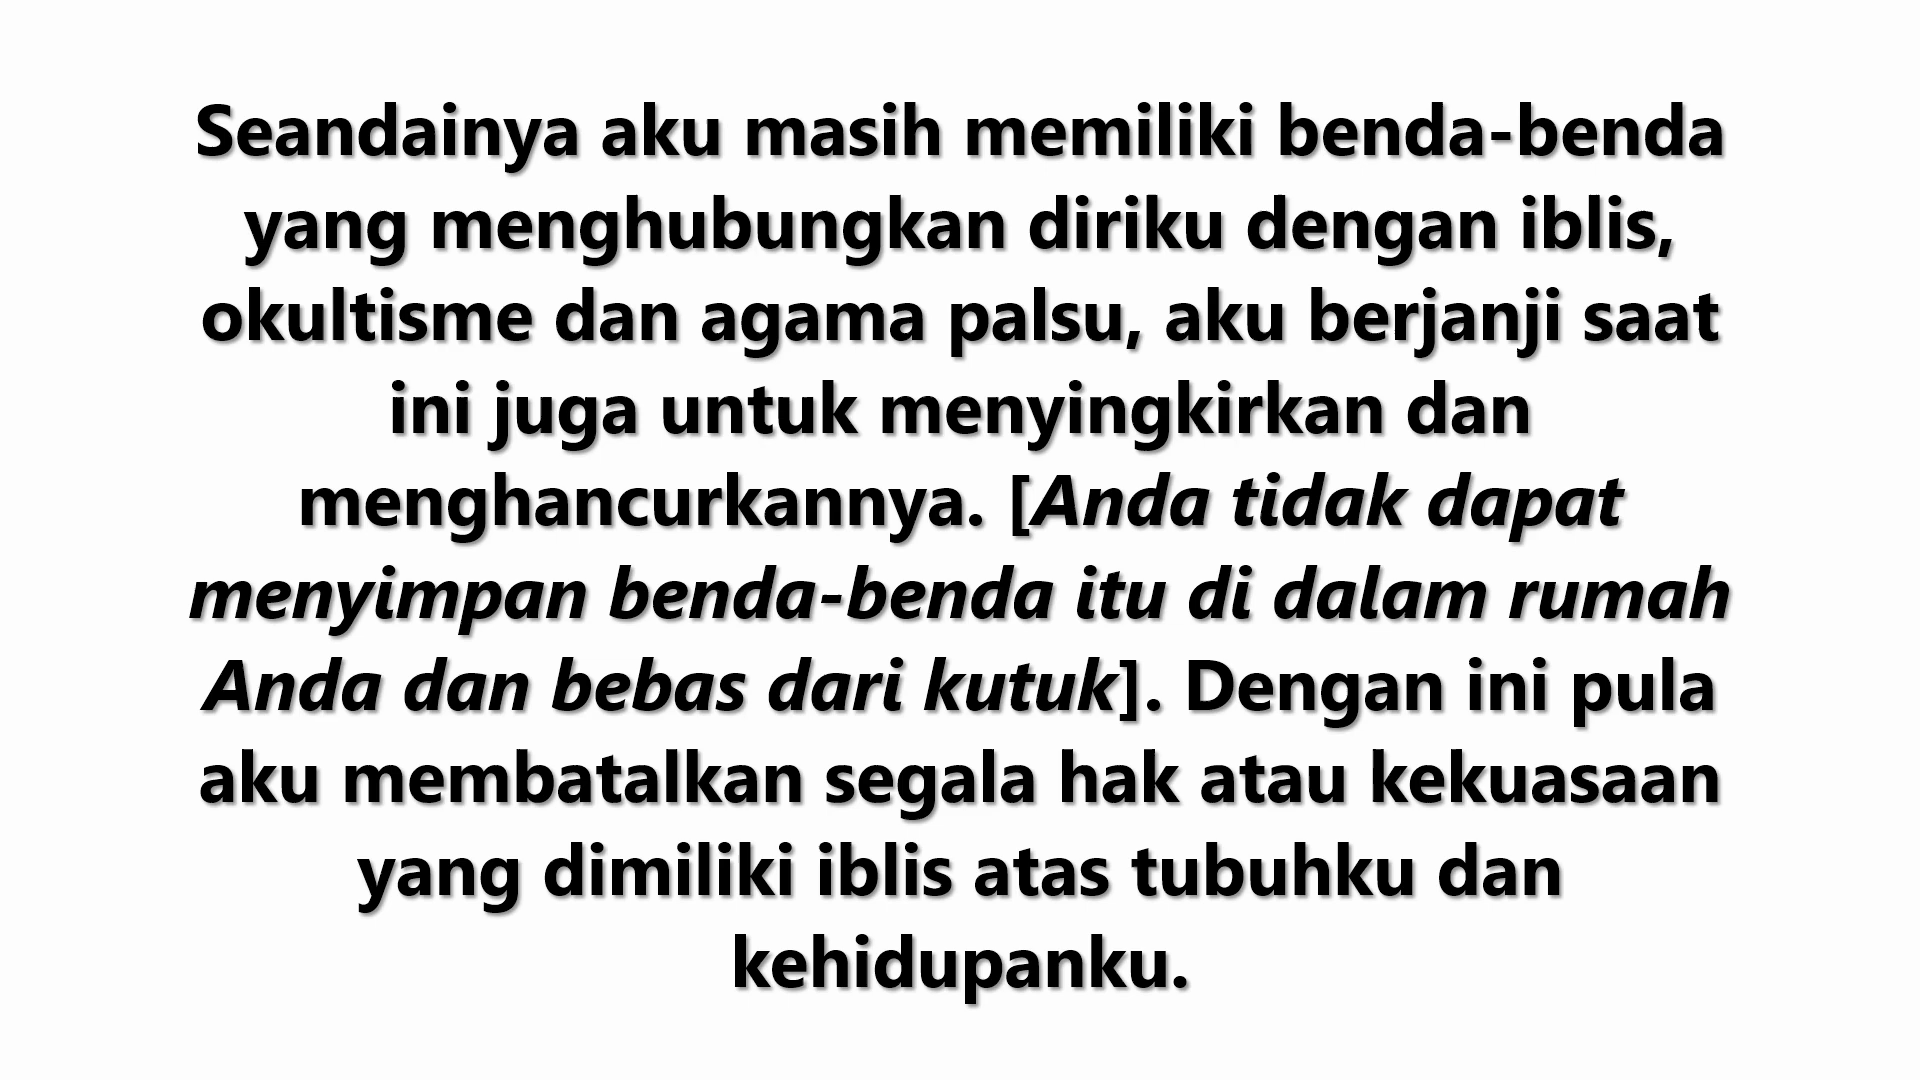 Seandainya aku masih memiliki benda-benda
yang menghubungkan diriku dengan iblis,
okultisme dan agama palsu, aku berjanji saat
ini juga untuk menyingkirkan dan
menghancurkannya. [Anda tidak dapat
menyimpan benda-benda itu di dalam rumah
Anda dan bebas dari kutuk]. Dengan ini pula
aku membatalkan segala hak atau kekuasaan
yang dimiliki iblis atas tubuhku dan
kehidupanku.